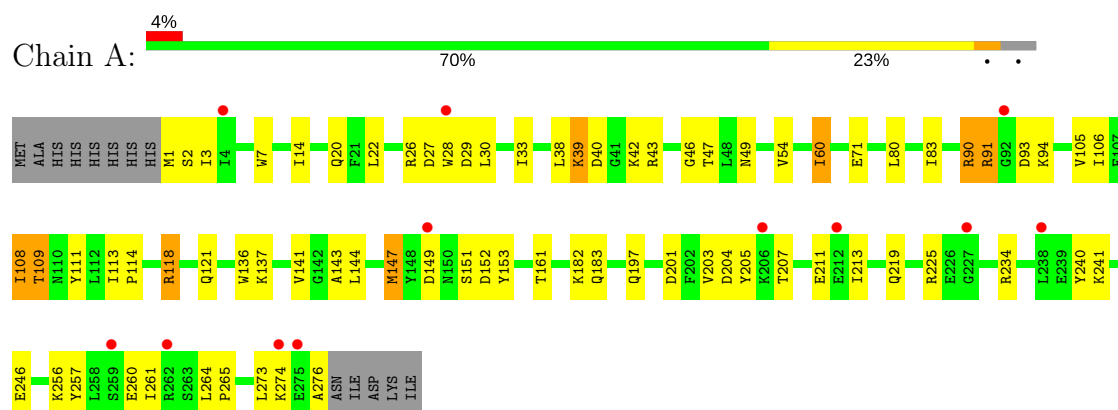 4%
Chain A:
70% 23% • •
MET ALA HIS HIS HIS HIS HIS HIS M1 S2 I3 I4 W7 I14 Q20 F21 L22 R26 D27 W28 D29 L30 I33 L38 K39 D40 G41 K42 R43 G46 T47 L48 N49 V54 I60 E71 L80 I83 R90 R91 G92 D93 K94 V105 I106 E107
I108 T109 N110 Y111 L112 I113 P114 R118 Q121 W136 K137 V141 G142 A143 L144 M147 Y148 D149 N150 S151 D152 Y153 T161 K182 Q183 Q197 D201 F202 V203 D204 Y205 K206 T207 E211 E212 I213 Q219 R225 E226 G227 R234 L238 E239 Y240 K241
E246 K256 Y257 L258 S259 E260 I261 R262 S263 L264 P265 L273 K274 E275 A276 ASN ILE ASP LYS ILE